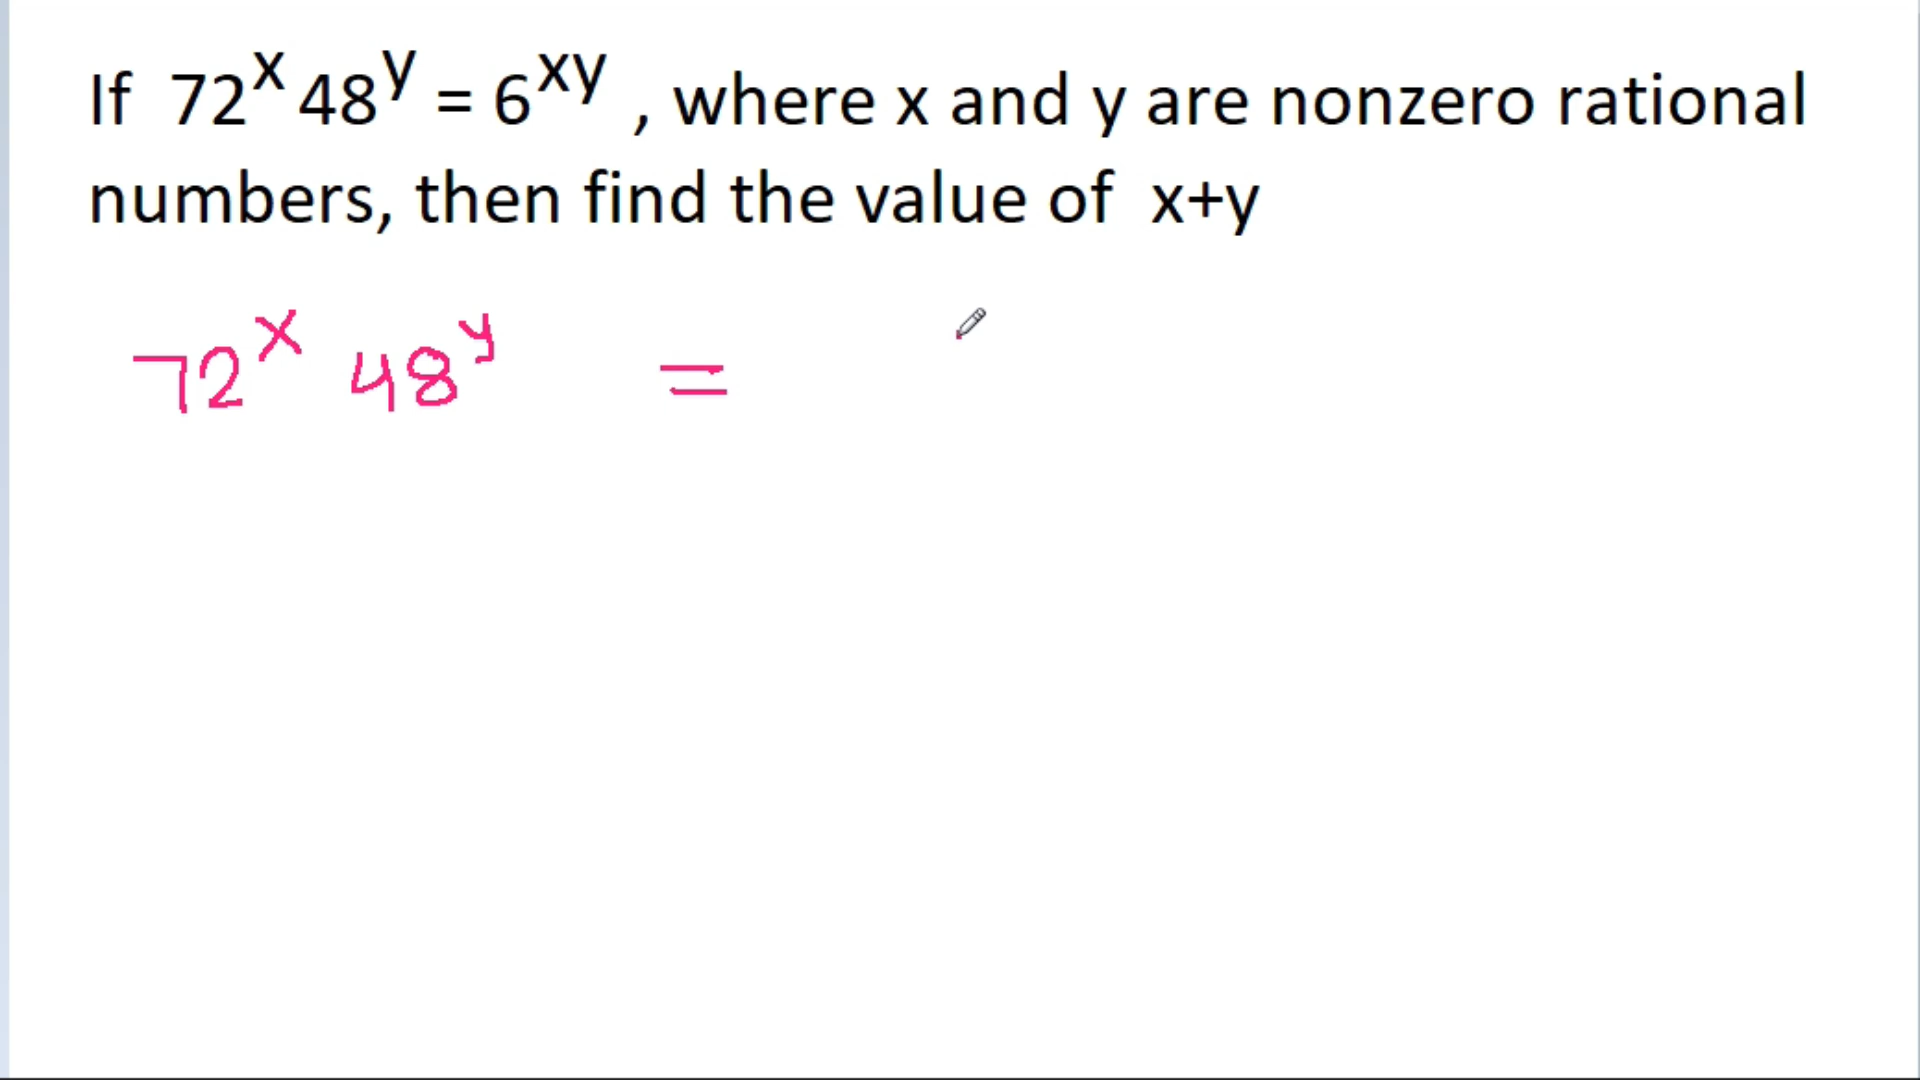 If 72^x 48^y = 6^xy , where x and y are nonzero rational
numbers, then find the value of x+y
72^x 48^y =